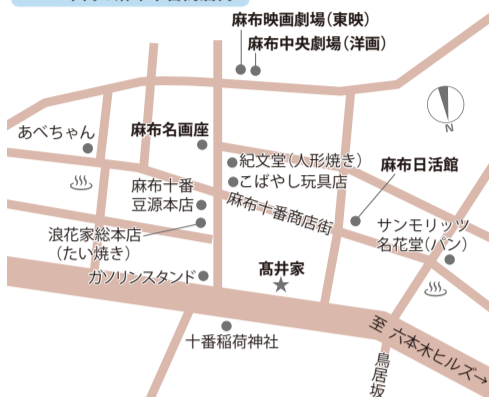 麻布映画劇場（東映）
麻布中央劇場（洋画）
あべちゃん
麻布名画座
紀文堂（人形焼き）
こばやし玩具店
麻布日活館
N
麻布十番
豆源本店
麻布十番商店街
浪花家総本店
（たい焼き）
サンモリッツ
名花堂（パン）
ガソリンスタンド
髙井家
十番稲荷神社
至 六本木ヒルズ→
鳥居坂